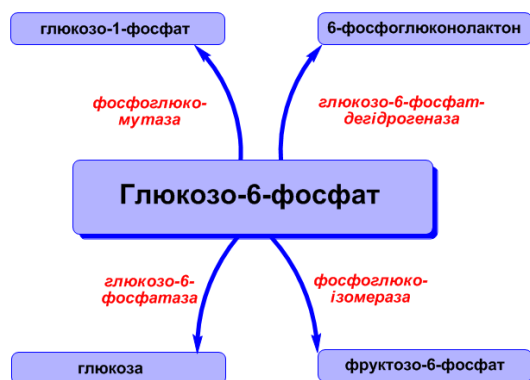 глюкозо-1-фосфат
6-фосфоглюконолактон
фосфоглюко-
мутаза
глюкозо-6-фосфат-
дегідрогеназа
Глюкозо-6-фосфат
глюкозо-6-
фосфатаза
фосфоглюко-
ізомераза
глюкоза
фруктозо-6-фосфат